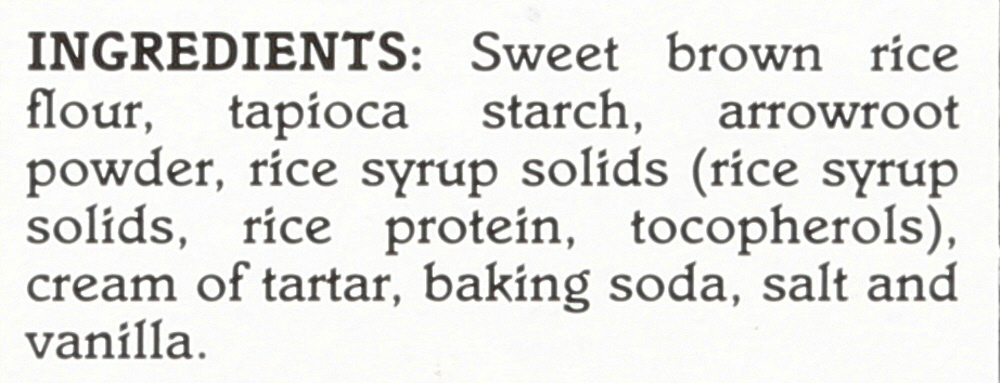 INGREDIENTS: Sweet brown rice
flour, tapioca starch, arrowroot
powder, rice syrup solids (rice syrup
solids, rice protein, tocopherols),
cream of tartar, baking soda, salt and
vanilla.